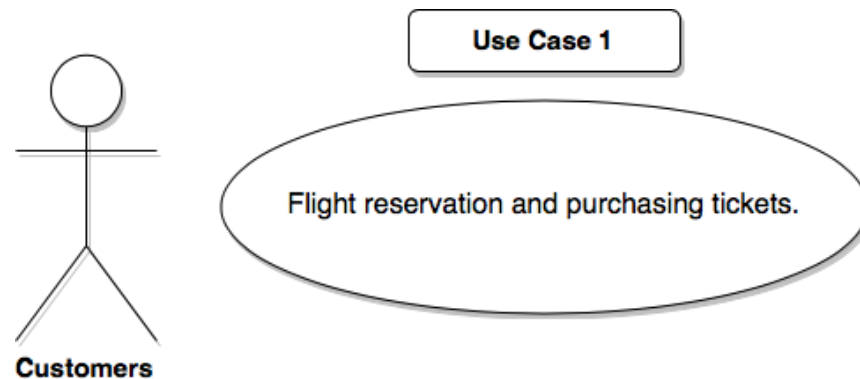 Use Case 1
Flight reservation and purchasing tickets.
Customers